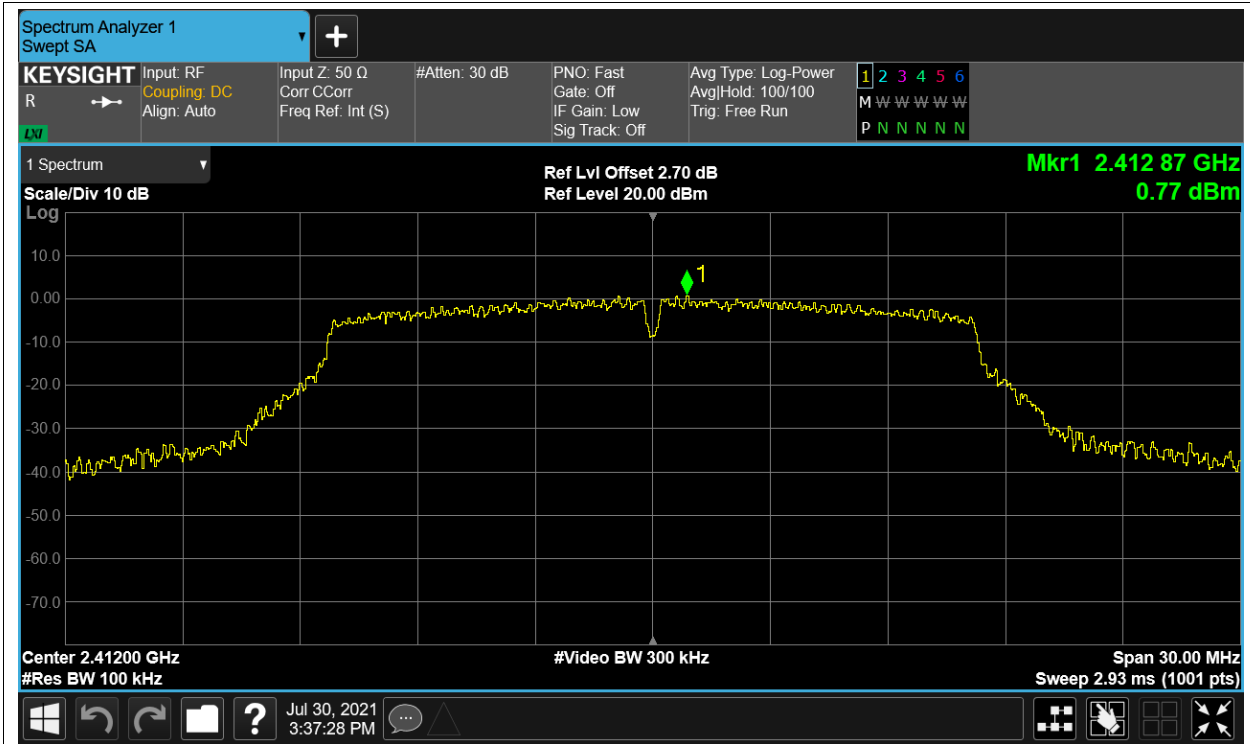 Spectrum Analyzer 1
Swept SA
KEYSIGHT
R
LXI
Input: RF
Coupling: DC
Align: Auto
Input Z: 50 Ω
Corr CCorr
Freq Ref: Int (S)
#Atten: 30 dB
PNO: Fast
Gate: Off
IF Gain: Low
Sig Track: Off
Avg Type: Log-Power
Avg|Hold: 100/100
Trig: Free Run
1 2 3 4 5 6
M W W W W W
P N N N N N
1 Spectrum
Scale/Div 10 dB
Log
Ref Lvl Offset 2.70 dB
Ref Level 20.00 dBm
Mkr1 2.412 87 GHz
0.77 dBm
1
10.0
0.00
-10.0
-20.0
-30.0
-40.0
-50.0
-60.0
-70.0
Center 2.41200 GHz
#Res BW 100 kHz
#Video BW 300 kHz
Span 30.00 MHz
Sweep 2.93 ms (1001 pts)
?
Jul 30, 2021
3:37:28 PM